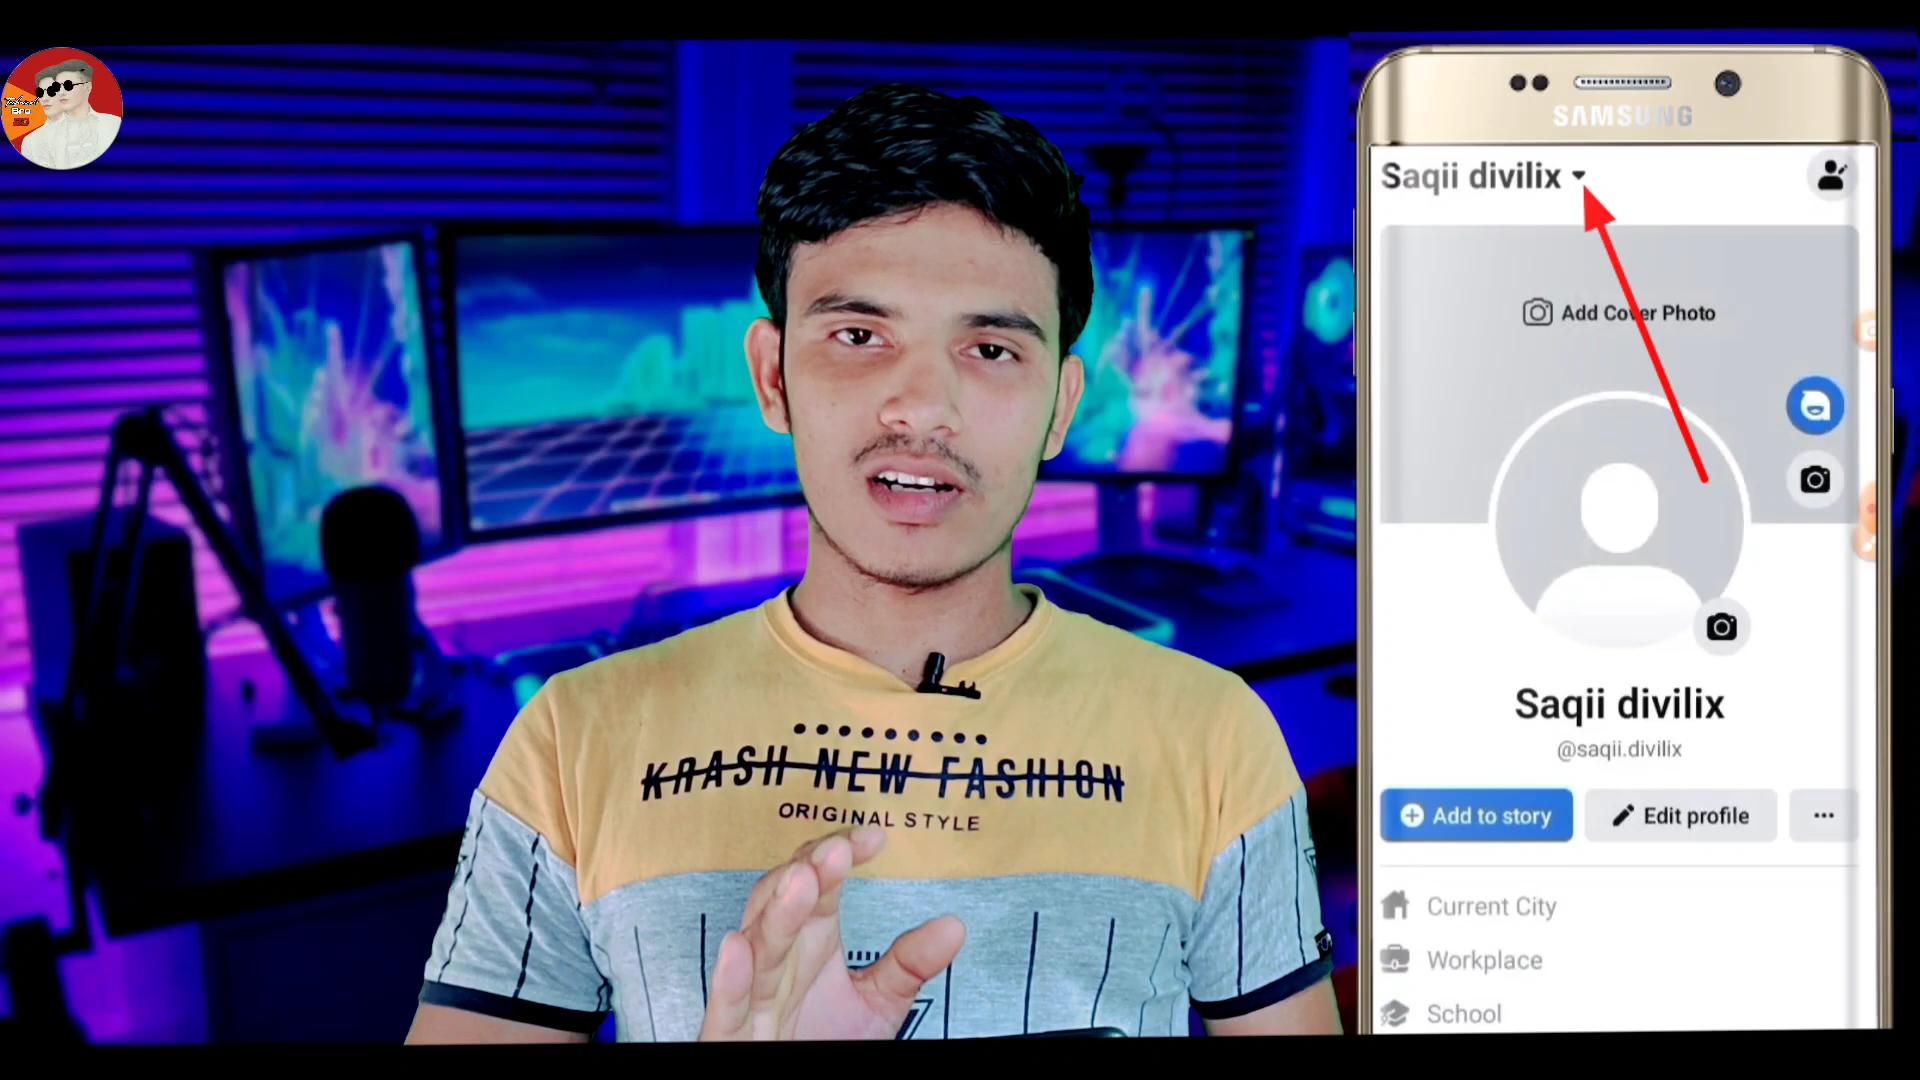 Bro
SAMSUNG
Saqii divilix
Add Cover Photo
Saqii divilix
@saqii.divilix
Add to story
Edit profile
Current City
Workplace
School
KRASH NEW FASHION
ORIGINAL STYLE